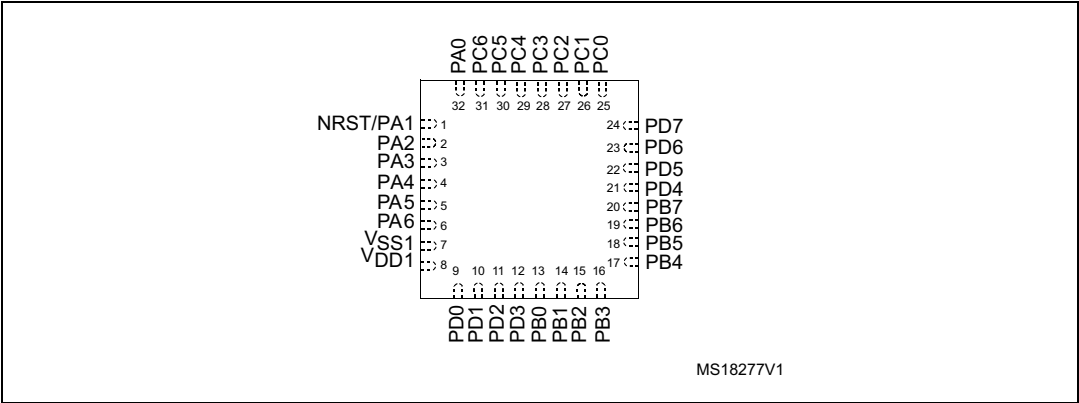 PA0 PC6 PC5 PC4 PC3 PC2 PC1 PC0
32 31 30 29 28 27 26 25
NRST/PA1 1 24 PD7
PA2 2 23 PD6
PA3 3 22 PD5
PA4 4 21 PD4
PA5 5 20 PB7
PA6 6 19 PB6
VSS1 7 18 PB5
VDD1 8 17 PB4
9 10 11 12 13 14 15 16
PD0 PD1 PD2 PD3 PB0 PB1 PB2 PB3
MS18277V1